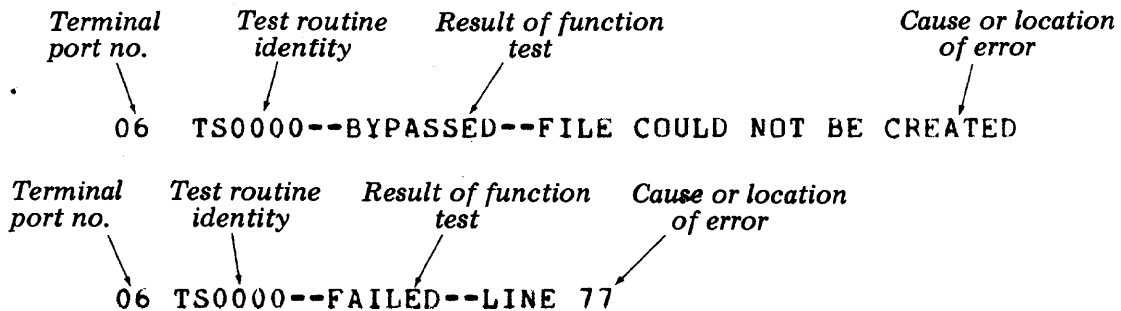 Terminal Test routine Result of function Cause or location
port no. identity test of error
06 TS0000--BYPASSED--FILE COULD NOT BE CREATED
Terminal Test routine Result of function Cause or location
port no. identity test of error
06 TS0000--FAILED--LINE 77